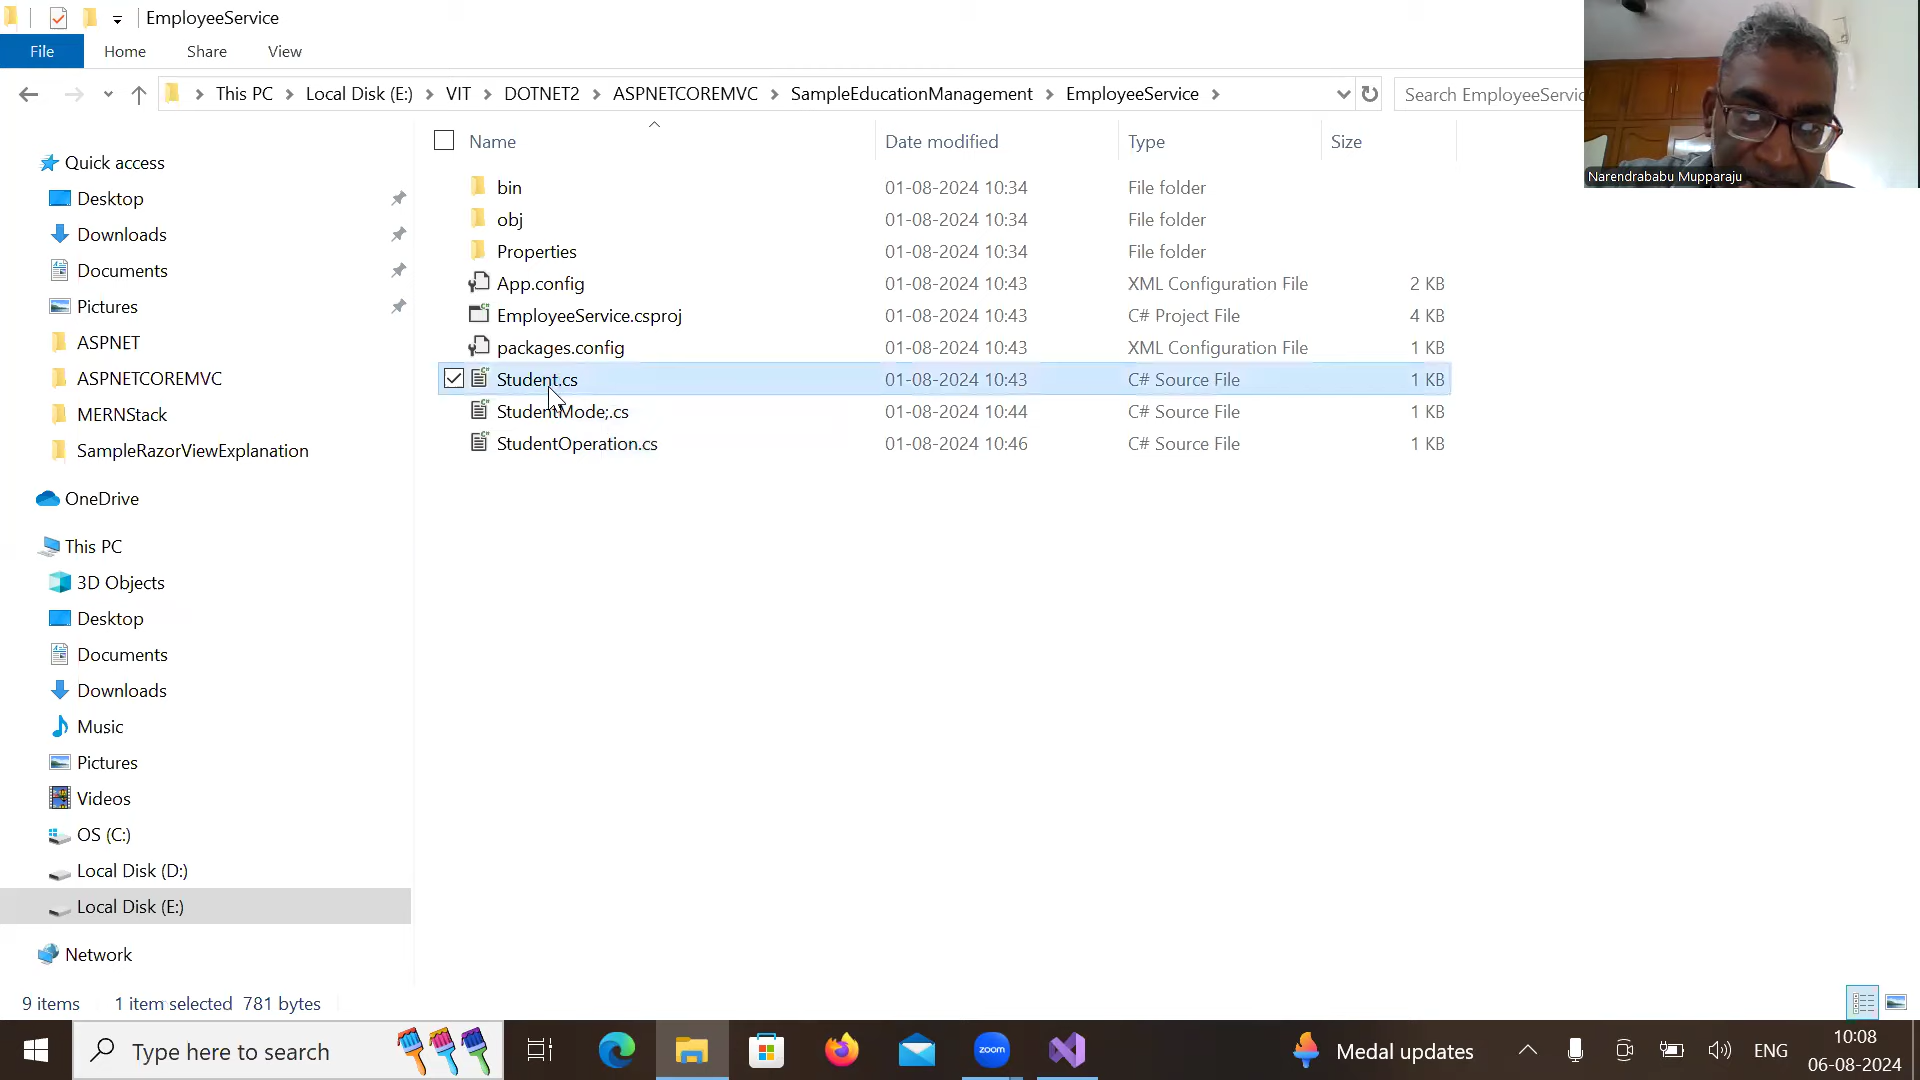 EmployeeService
File Home Share View
This PC Local Disk (E:) VIT DOTNET2 ASPNETCOREMVC SampleEducationManagement EmployeeService
Search EmployeeServic
Narendrababu Mupparaju
Name Date modified Type Size
bin 01-08-2024 10:34 File folder
obj 01-08-2024 10:34 File folder
Properties 01-08-2024 10:34 File folder
App.config 01-08-2024 10:43 XML Configuration File 2 KB
EmployeeService.csproj 01-08-2024 10:43 C# Project File 4 KB
packages.config 01-08-2024 10:43 XML Configuration File 1 KB
Student.cs 01-08-2024 10:43 C# Source File 1 KB
StudentMode;.cs 01-08-2024 10:44 C# Source File 1 KB
StudentOperation.cs 01-08-2024 10:46 C# Source File 1 KB
Quick access
Desktop
Downloads
Documents
Pictures
ASPNET
ASPNETCOREMVC
MERNStack
SampleRazorViewExplanation
OneDrive
This PC
3D Objects
Desktop
Documents
Downloads
Music
Pictures
Videos
OS (C:)
Local Disk (D:)
Local Disk (E:)
Network
9 items 1 item selected 781 bytes
Type here to search
zoom
Medal updates
ENG
10:08
06-08-2024